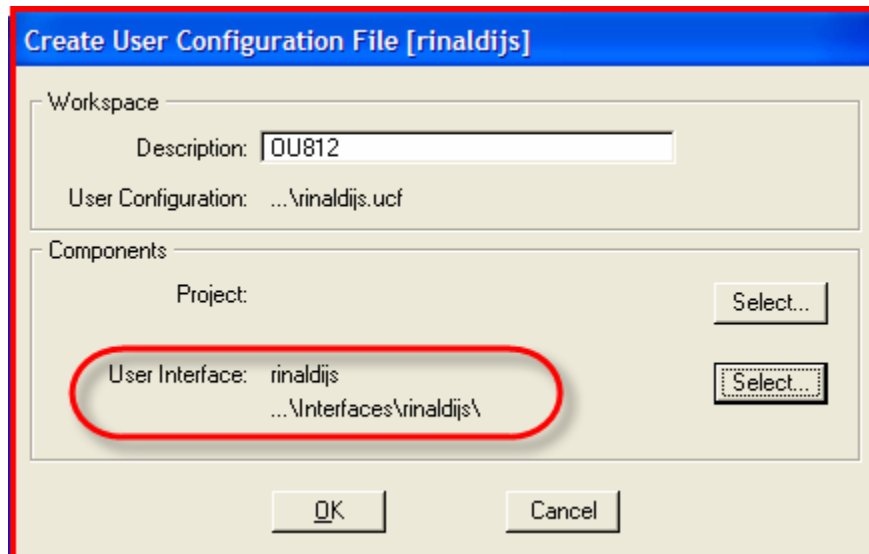 Create User Configuration File [rinaldijs]
Workspace
Description: OU812
User Configuration: ...\rinaldijs.ucf
Components
Project:
Select...
User Interface: rinaldijs
Select...
...\Interfaces\rinaldijs\
OK
Cancel